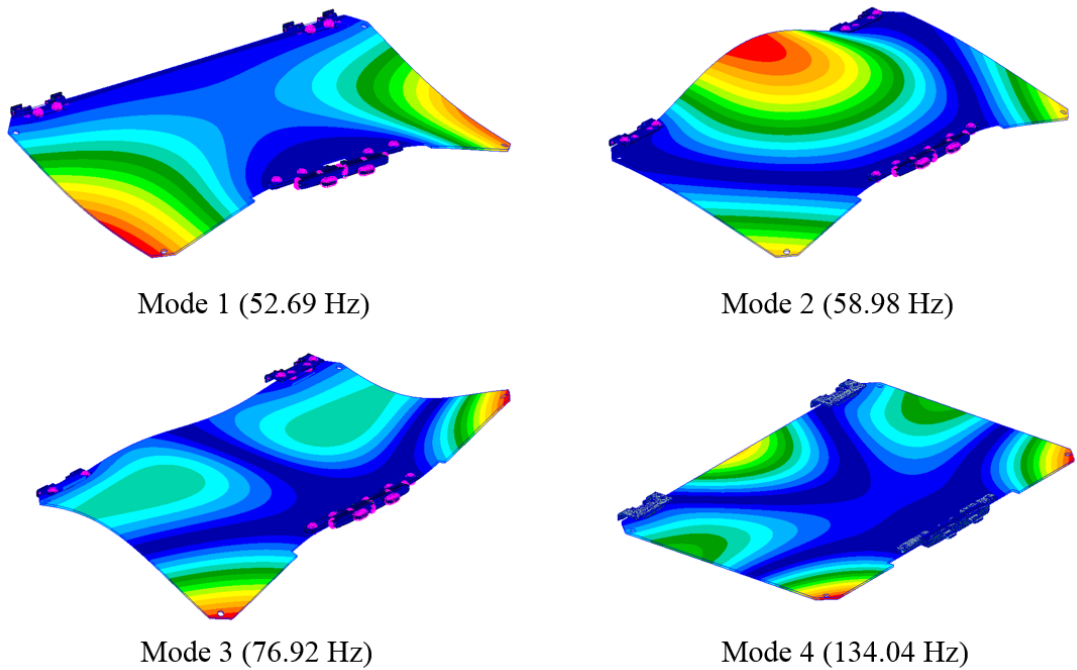 Mode 1 (52.69 Hz)
Mode 2 (58.98 Hz)
Mode 3 (76.92 Hz)
Mode 4 (134.04 Hz)